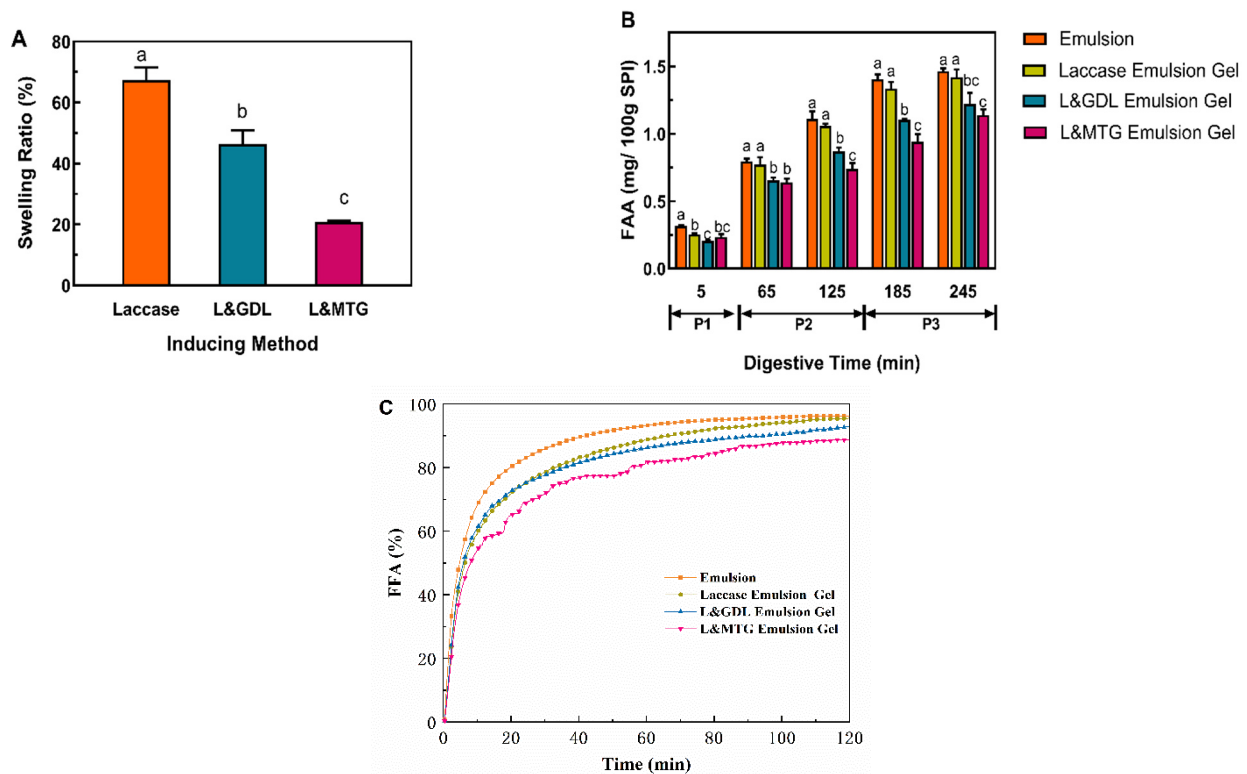 A
Swelling Ratio (%)
80
60
40
20
0
a
b
c
Laccase L&GDL L&MTG
Inducing Method
B
FAA (mg/ 100g SPI)
1.5
1.0
0.5
0.0
a b c bc
a a b b
a a b c
a a b c
a a bc c
5 65 125 185 245
P1 P2 P3
Digestive Time (min)
Emulsion
Laccase Emulsion Gel
L&GDL Emulsion Gel
L&MTG Emulsion Gel
C
FFA (%)
100
80
60
40
20
0
Emulsion
Laccase Emulsion Gel
L&GDL Emulsion Gel
L&MTG Emulsion Gel
0 20 40 60 80 100 120
Time (min)